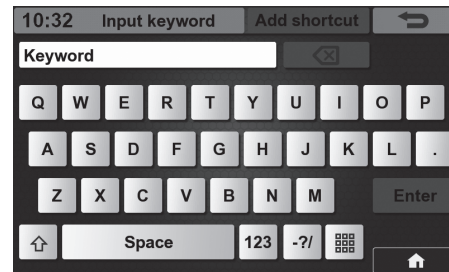 10:32 Input keyword Add shortcut
Keyword
Q W E R T Y U I O P
A S D F G H J K L .
Z X C V B N M Enter
Space 123 -?/